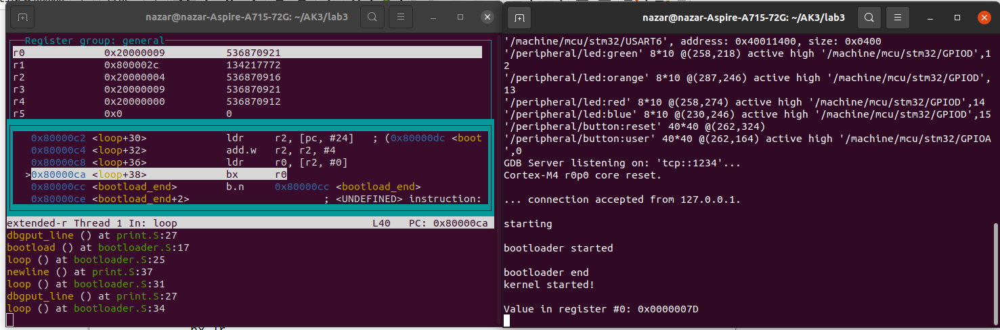 nazar@nazar-Aspire-A715-72G: ~/AK3/lab3
Register group: general
r0 0x20000009 536870921
r1 0x800002c 134217772
r2 0x20000004 536870916
r3 0x20000009 536870921
r4 0x20000000 536870912
r5 0x0 0
0x80000c2 <loop+30> ldr r2, [pc, #24] ; (0x80000dc <boot
0x80000c4 <loop+32> add.w r2, r2, #4
0x80000c8 <loop+36> ldr r0, [r2, #0]
>0x80000ca <loop+38> bx r0
0x80000cc <bootload_end> b.n 0x80000cc <bootload_end>
0x80000ce <bootload_end+2> ; <UNDEFINED> instruction:
extended-r Thread 1 In: loop L40 PC: 0x80000ca
dbgput_line () at print.S:27
bootload () at bootloader.S:17
loop () at bootloader.S:25
newline () at print.S:37
loop () at bootloader.S:31
dbgput_line () at print.S:27
loop () at bootloader.S:34
nazar@nazar-Aspire-A715-72G: ~/AK3/lab3
'/machine/mcu/stm32/USART6', address: 0x40011400, size: 0x0400
'/peripheral/led:green' 8*10 @(258,218) active high '/machine/mcu/stm32/GPIOD',1
2
'/peripheral/led:orange' 8*10 @(287,246) active high '/machine/mcu/stm32/GPIOD',
13
'/peripheral/led:red' 8*10 @(258,274) active high '/machine/mcu/stm32/GPIOD',14
'/peripheral/led:blue' 8*10 @(230,246) active high '/machine/mcu/stm32/GPIOD',15
'/peripheral/button:reset' 40*40 @(262,324)
'/peripheral/button:user' 40*40 @(262,164) active high '/machine/mcu/stm32/GPIOA
',0
GDB Server listening on: 'tcp::1234'...
Cortex-M4 r0p0 core reset.
... connection accepted from 127.0.0.1.
starting
bootloader started
bootloader end
kernel started!
Value in register #0: 0x0000007D